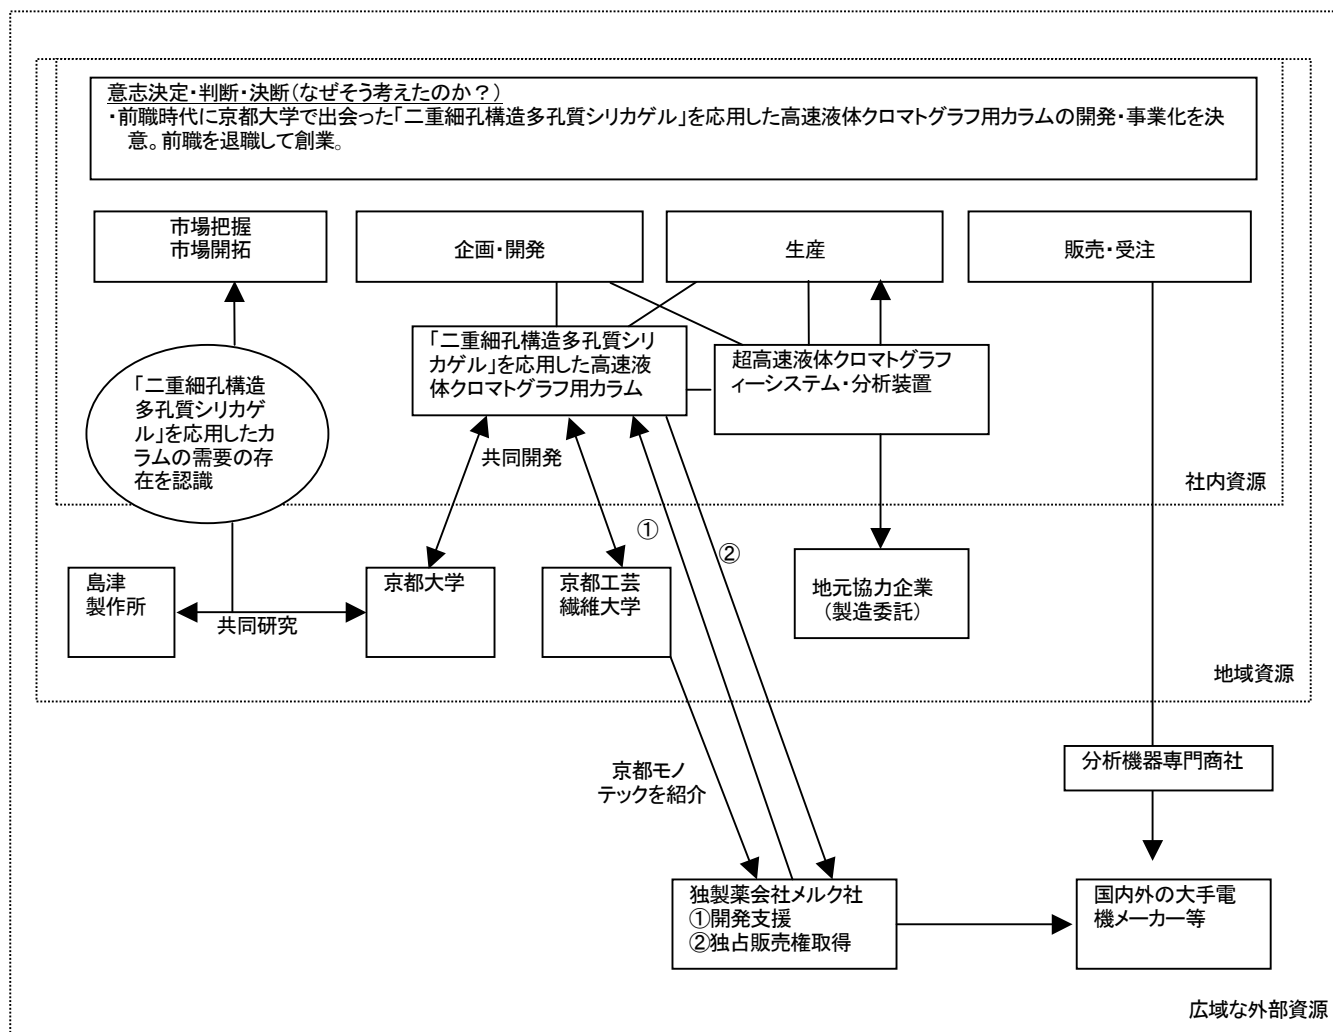 意志決定・判断・決断(なぜそう考えたのか?)
・前職時代に京都大学で出会った「二重細孔構造多孔質シリカゲル」を応用した高速液体クロマトグラフ用カラムの開発・事業化を決
意。前職を退職して創業。
市場把握
市場開拓
企画・開発
生産
販売・受注
「二重細孔構造多孔質シリ
カゲル」を応用した高速液
体クロマトグラフ用カラム
超高速液体クロマトグラフ
ィーシステム・分析装置
「二重細孔構造
多孔質シリカゲ
ル」を応用したカ
ラムの需要の存
在を認識
共同開発
社内資源
①
②
島津
製作所
共同研究
京都大学
京都工芸
繊維大学
地元協力企業
(製造委託)
地域資源
京都モノ
テックを紹介
分析機器専門商社
独製薬会社メルク社
①開発支援
②独占販売権取得
国内外の大手電
機メーカー等
広域な外部資源